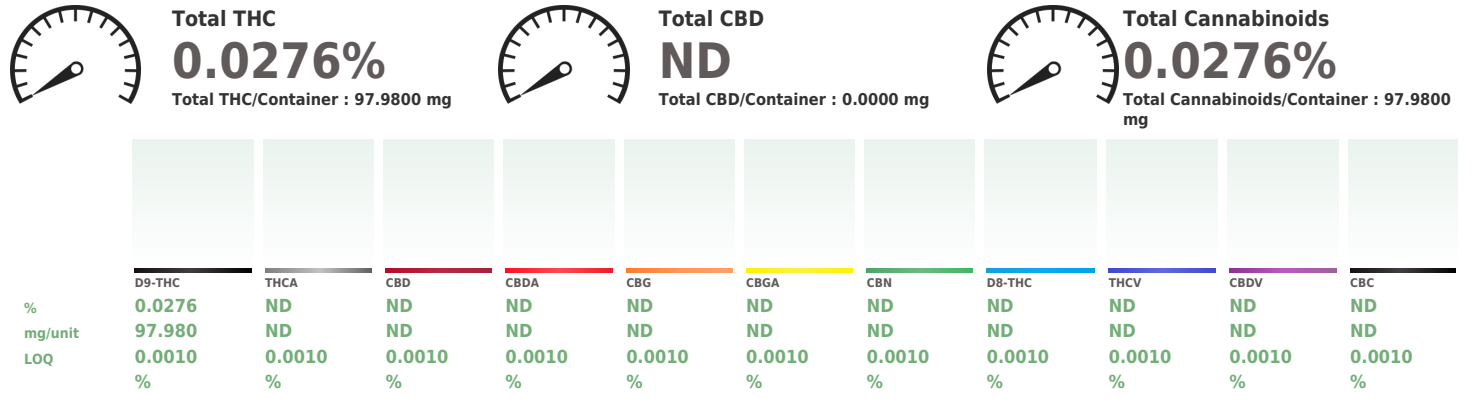 Total THC
0.0276%
Total THC/Container : 97.9800 mg
Total CBD
ND
Total CBD/Container : 0.0000 mg
Total Cannabinoids
0.0276%
Total Cannabinoids/Container : 97.9800
mg
D9-THC THCA CBD CBDA CBG CBGA CBN D8-THC THCV CBDV CBC
% 0.0276 ND ND ND ND ND ND ND ND ND ND
mg/unit 97.980 ND ND ND ND ND ND ND ND ND ND
LOQ 0.0010 0.0010 0.0010 0.0010 0.0010 0.0010 0.0010 0.0010 0.0010 0.0010 0.0010
% % % % % % % % % % %